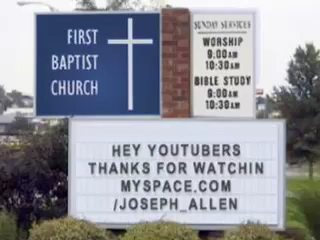 FIRST
BAPTIST
CHURCH
SUNDAY SERVICES
WORSHIP
9:00AM
10:30AM
BIBLE STUDY
9:00AM
10:30AM
HEY YOUTUBERS
THANKS FOR WATCHIN
MYSPACE.COM
/JOSEPH_ALLEN